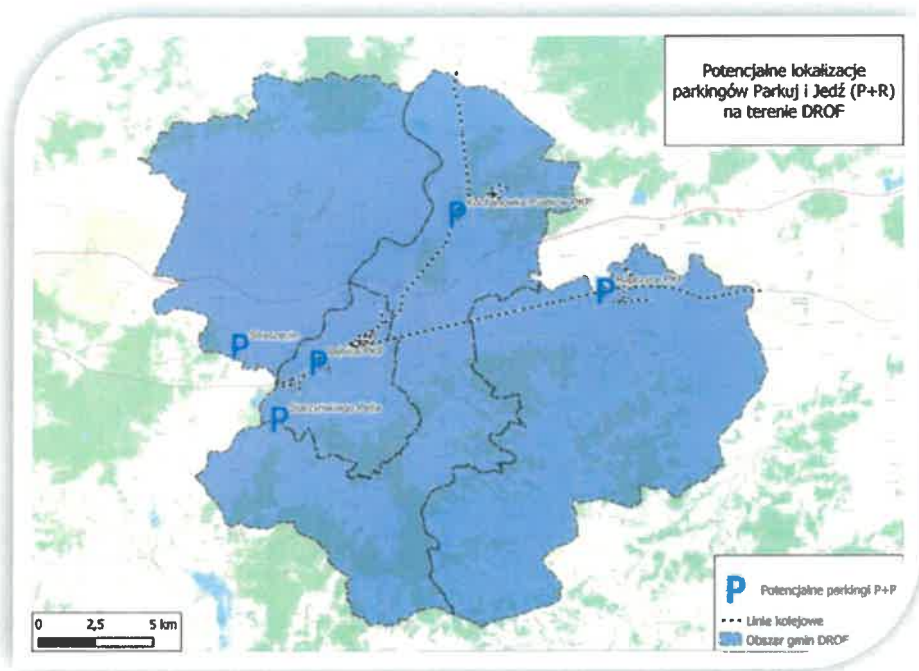 Potencjalne lokalizacje
parkingów Parkuj i Jedź (P+R)
na terenie DROF
Straszęcin
Potencjalne parkingi P+P
Linie kolejowe
Obszar gmin DROF
0 2,5 5 km